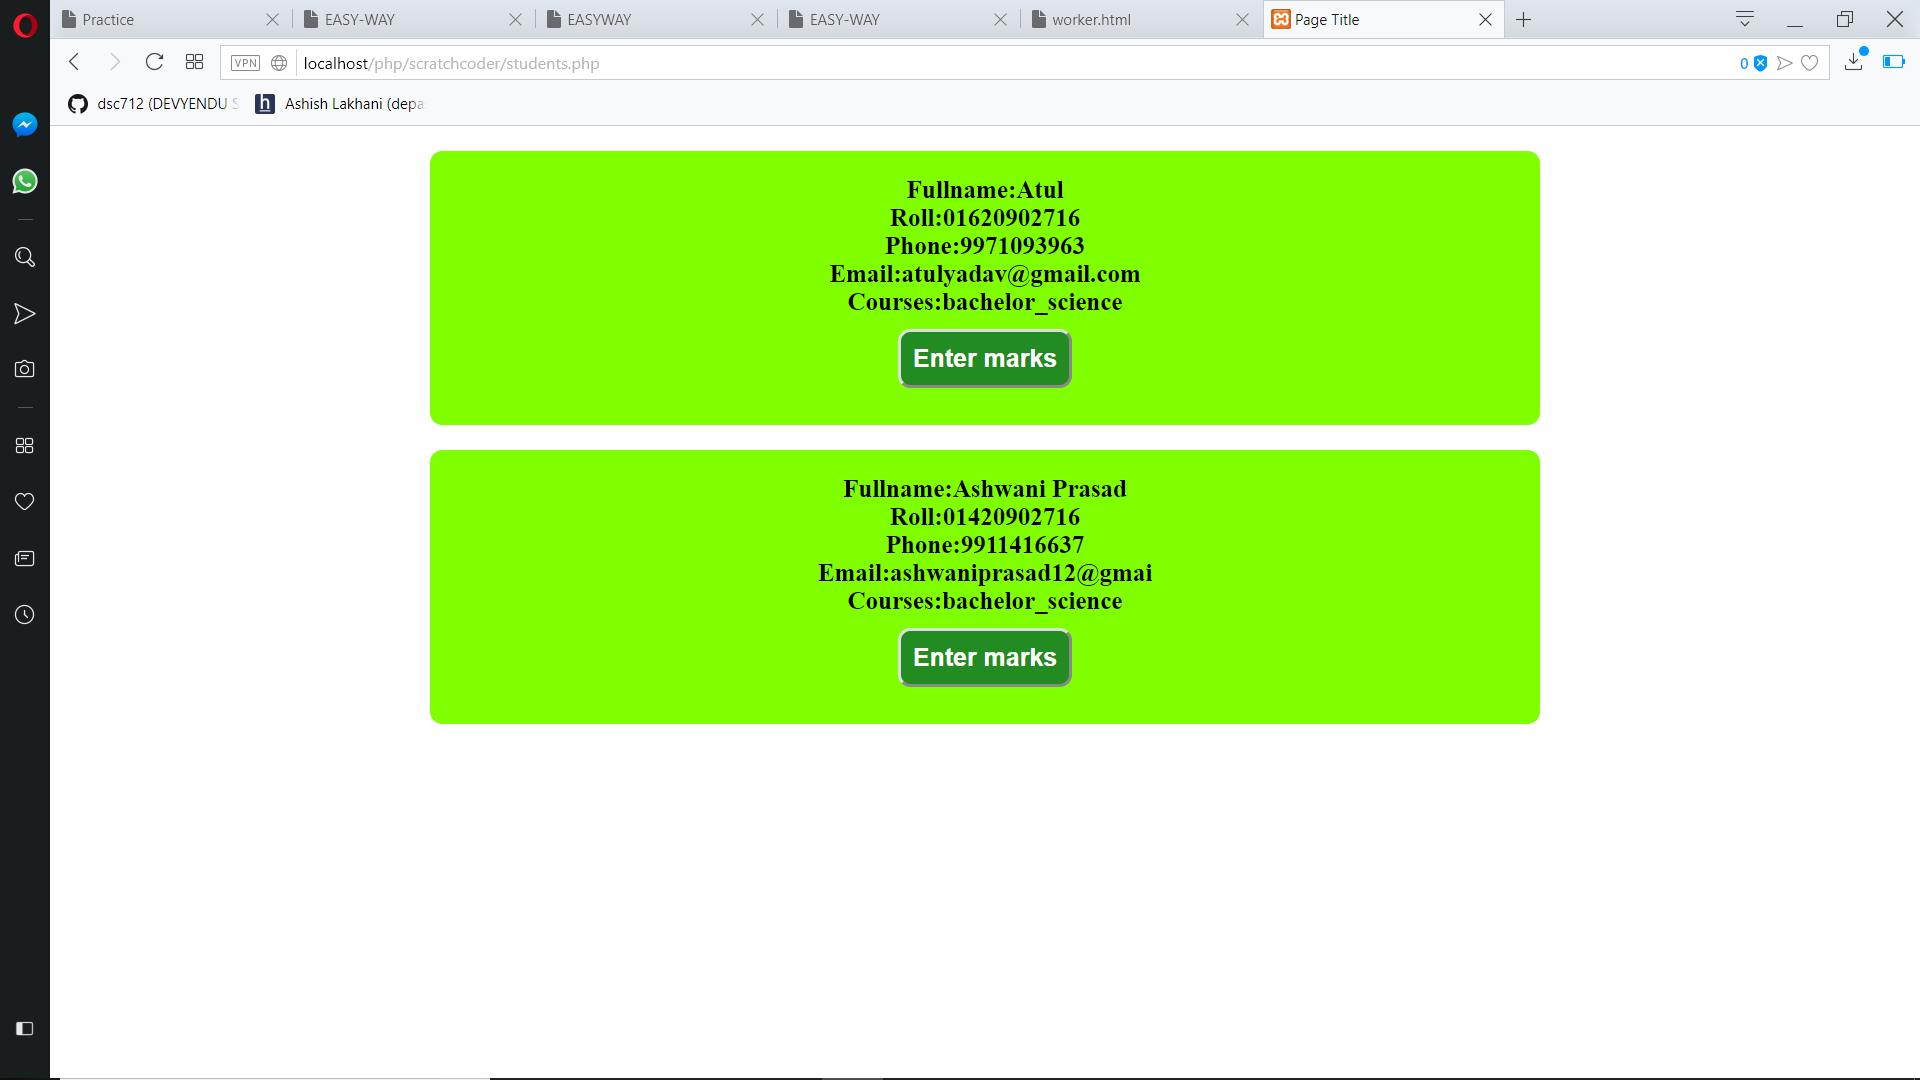 Practice
EASY-WAY
EASYWAY
EASY-WAY
worker.html
Page Title
VPN
localhost/php/scratchcoder/students.php
0
dsc712 (DEVYENDU S
h
Ashish Lakhani (depa
Fullname:Atul
Roll:01620902716
Phone:9971093963
Email:atulyadav@gmail.com
Courses:bachelor_science
Enter marks
Fullname:Ashwani Prasad
Roll:01420902716
Phone:9911416637
Email:ashwaniprasad12@gmai
Courses:bachelor_science
Enter marks